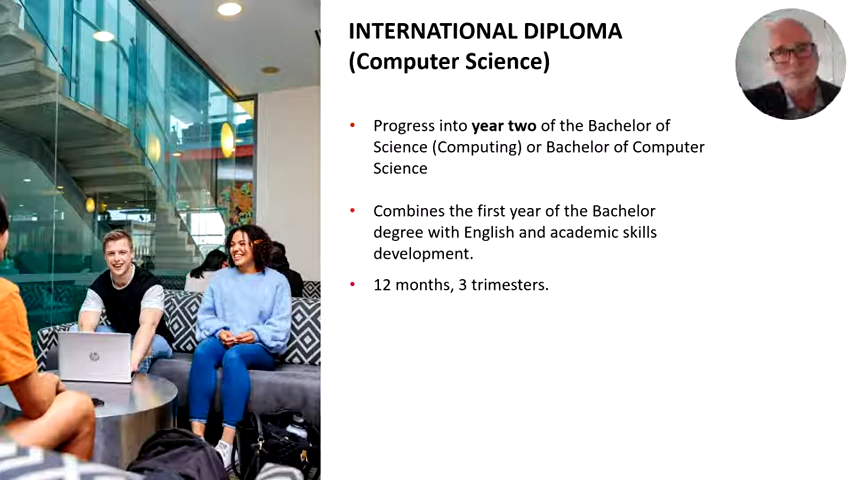 INTERNATIONAL DIPLOMA
(Computer Science)
• Progress into year two of the Bachelor of
Science (Computing) or Bachelor of Computer
Science
• Combines the first year of the Bachelor
degree with English and academic skills
development.
• 12 months, 3 trimesters.
hp